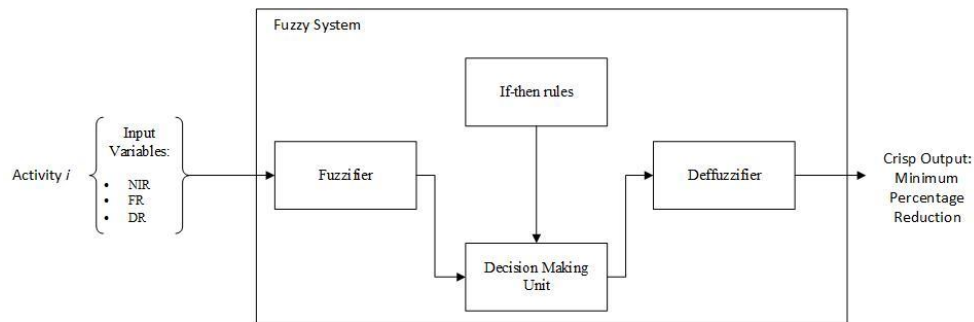 Fuzzy System
If-then rules
Activity i
Input
Variables:
• NIR
• FR
• DR
Fuzzifier
Decision Making
Unit
Deffuzzifier
Crisp Output:
Minimum
Percentage
Reduction